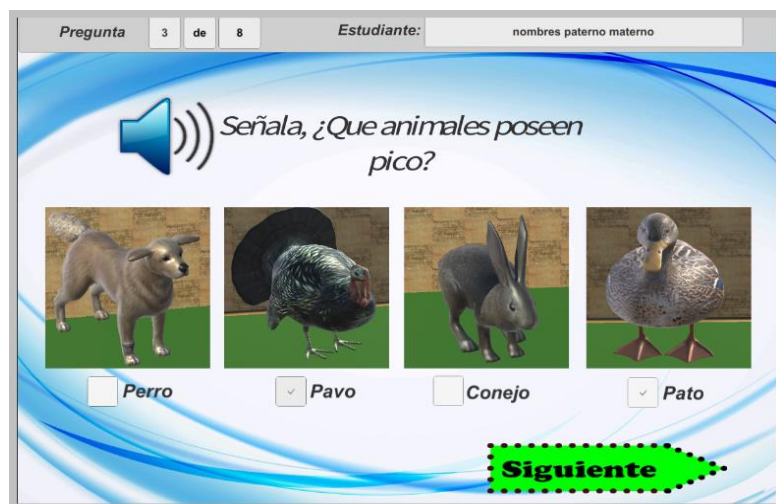 Pregunta 3 de 8 Estudiante: nombres paterno materno
Señala, ¿Que animales poseen
pico?
Perro Pavo Conejo Pato
Siguiente